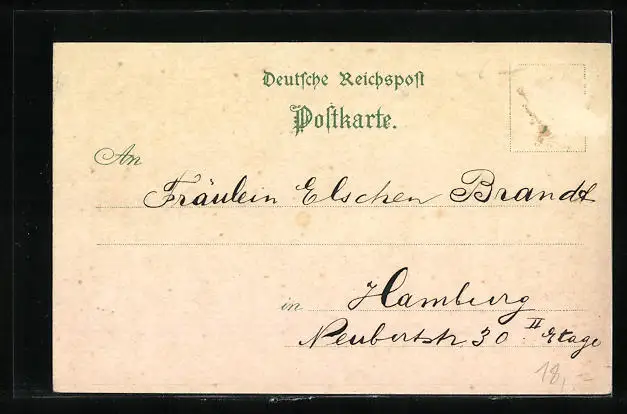 Deutsche Reichspost
Postkarte.
An
Fräulein Elschen Brandt
in Hamburg
Neubertstr. 30 II Etage
18,-